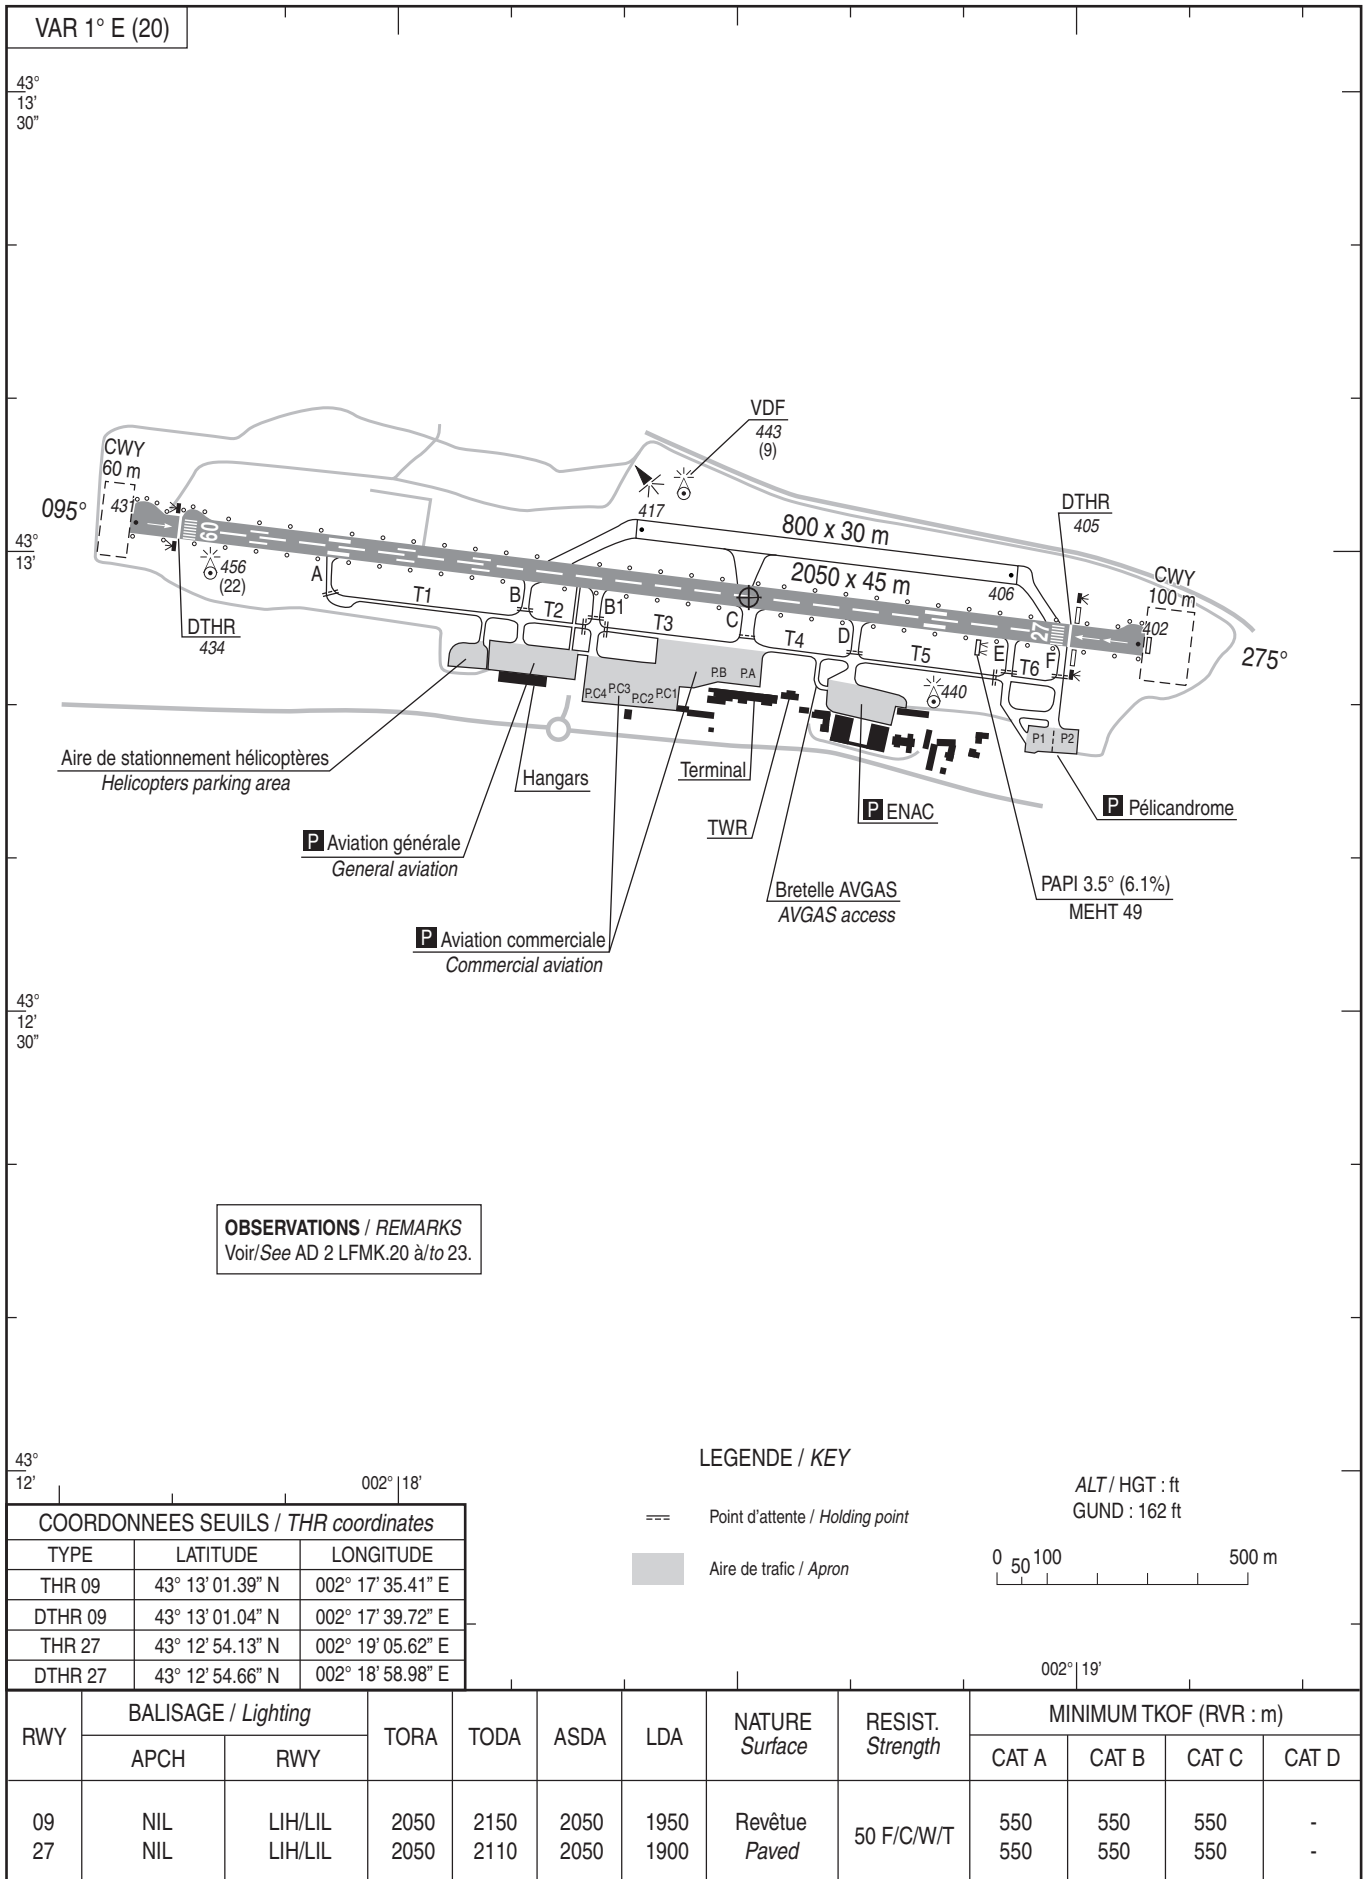 VAR 1° E (20)
43°
13'
30”
VDF
443
(9)
CWY
60 m
095°
431
417
DTHR
405
800 x 30 m
43°
13'
09
456
(22)
2050 x 45 m
406
CWY
100 m
A
T1
B
T2
B1
T3
C
T4
D
T5
E
T6
F
27
402
275°
DTHR
434
P.B
P.A
P.C4
P.C3
P.C2
P.C1
440
P1
P2
Aire de stationnement hélicoptères
Helicopters parking area
Hangars
Terminal
P Aviation générale
General aviation
TWR
P ENAC
P Pélicandrome
Bretelle AVGAS
AVGAS access
PAPI 3.5° (6.1%)
MEHT 49
P Aviation commerciale
Commercial aviation
43°
12'
30”
OBSERVATIONS / REMARKS
Voir/See AD 2 LFMK.20 à/to 23.
43°
12'
002° 18'
LEGENDE / KEY
Point d'attente / Holding point
Aire de trafic / Apron
ALT / HGT : ft
GUND : 162 ft
0 50 100 500 m
002° 19'
COORDONNEES SEUILS / THR coordinates
TYPE LATITUDE LONGITUDE
THR 09 43° 13' 01.39” N 002° 17' 35.41” E
DTHR 09 43° 13' 01.04” N 002° 17' 39.72” E
THR 27 43° 12' 54.13” N 002° 19' 05.62” E
DTHR 27 43° 12' 54.66” N 002° 18' 58.98” E
RWY BALISAGE / Lighting TORA TODA ASDA LDA NATURE Surface RESIST. Strength MINIMUM TKOF (RVR : m)
APCH RWY CAT A CAT B CAT C CAT D
09 NIL LIH/LIL 2050 2150 2050 1950 Revêtue 50 F/C/W/T 550 550 550 -
27 NIL LIH/LIL 2050 2110 2050 1900 Paved 550 550 550 -